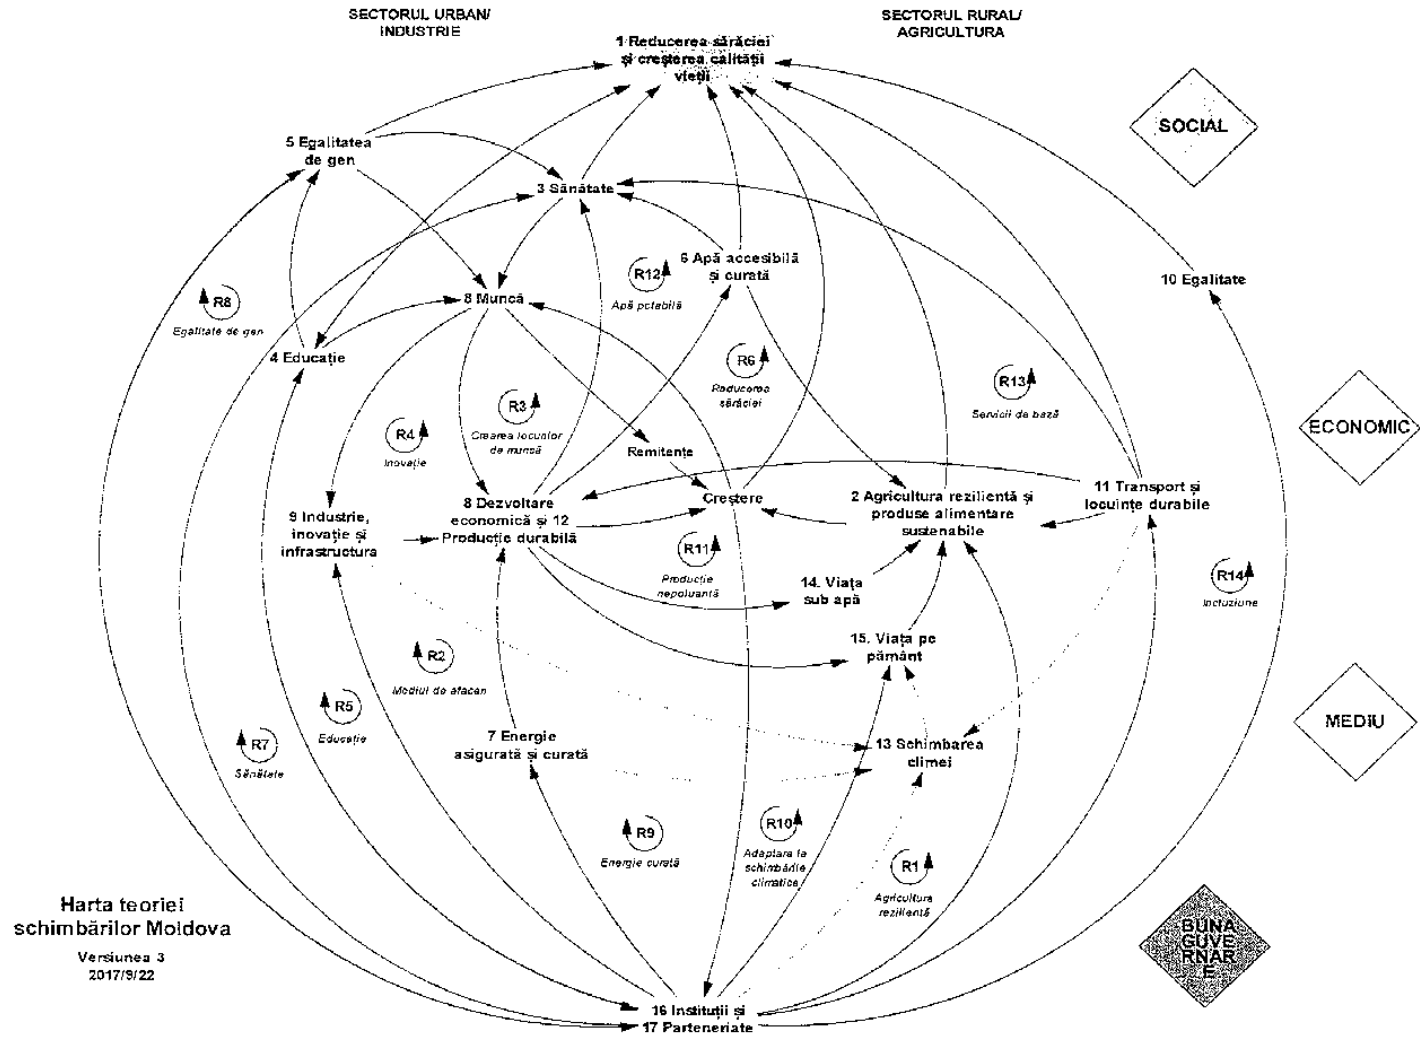 SECTORUL URBAN/
INDUSTRIE
SECTORUL RURAL/
AGRICULTURA
1 Reducerea sărăciei
și creșterea calității
vieții
SOCIAL
5 Egalitatea
de gen
3 Sănătate
6 Apă accesibilă
și curată
10 Egalitate
R12
Apă potabilă
R8
Egalitate de gen
8 Muncă
4 Educație
R6
Reducerea
sărăciei
R13
Servicii de bază
R3
Crearea locurilor
de muncă
R4
Inovație
ECONOMIC
Remitențe
Creștere
8 Dezvoltare
economică și 12
Producție durabilă
2 Agricultura rezilientă și
produse alimentare
sustenabile
11 Transport și
locuințe durabile
9 Industrie,
inovație și
infrastructura
R11
Producție
nepoluantă
14. Viața
sub apă
R14
Incluziune
15. Viața pe
pământ
R2
Mediul de afaceri
R5
Educație
R7
Sănătate
7 Energie
asigurată și curată
13 Schimbarea
climei
MEDIU
R9
Energie curată
R10
Adaptare la
schimbările
climatice
R1
Agricultura
rezilientă
Harta teoriei
schimbărilor Moldova
Versiunea 3
2017/9/22
BUNA
GUVE
RNAR
E
16 Instituții și
17 Parteneriate